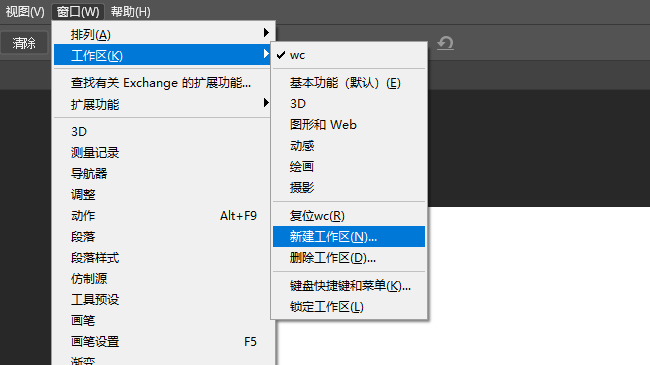 视图(V) 窗口(W) 帮助(H)
清除
排列(A)
工作区(K)
查找有关 Exchange 的扩展功能...
扩展功能
3D
测量记录
导航器
调整
动作 Alt+F9
段落
段落样式
仿制源
工具预设
画笔
画笔设置 F5
渐变
wc
基本功能（默认）(E)
3D
图形和 Web
动感
绘画
摄影
复位wc(R)
新建工作区(N)...
删除工作区(D)...
键盘快捷键和菜单(K)...
锁定工作区(L)